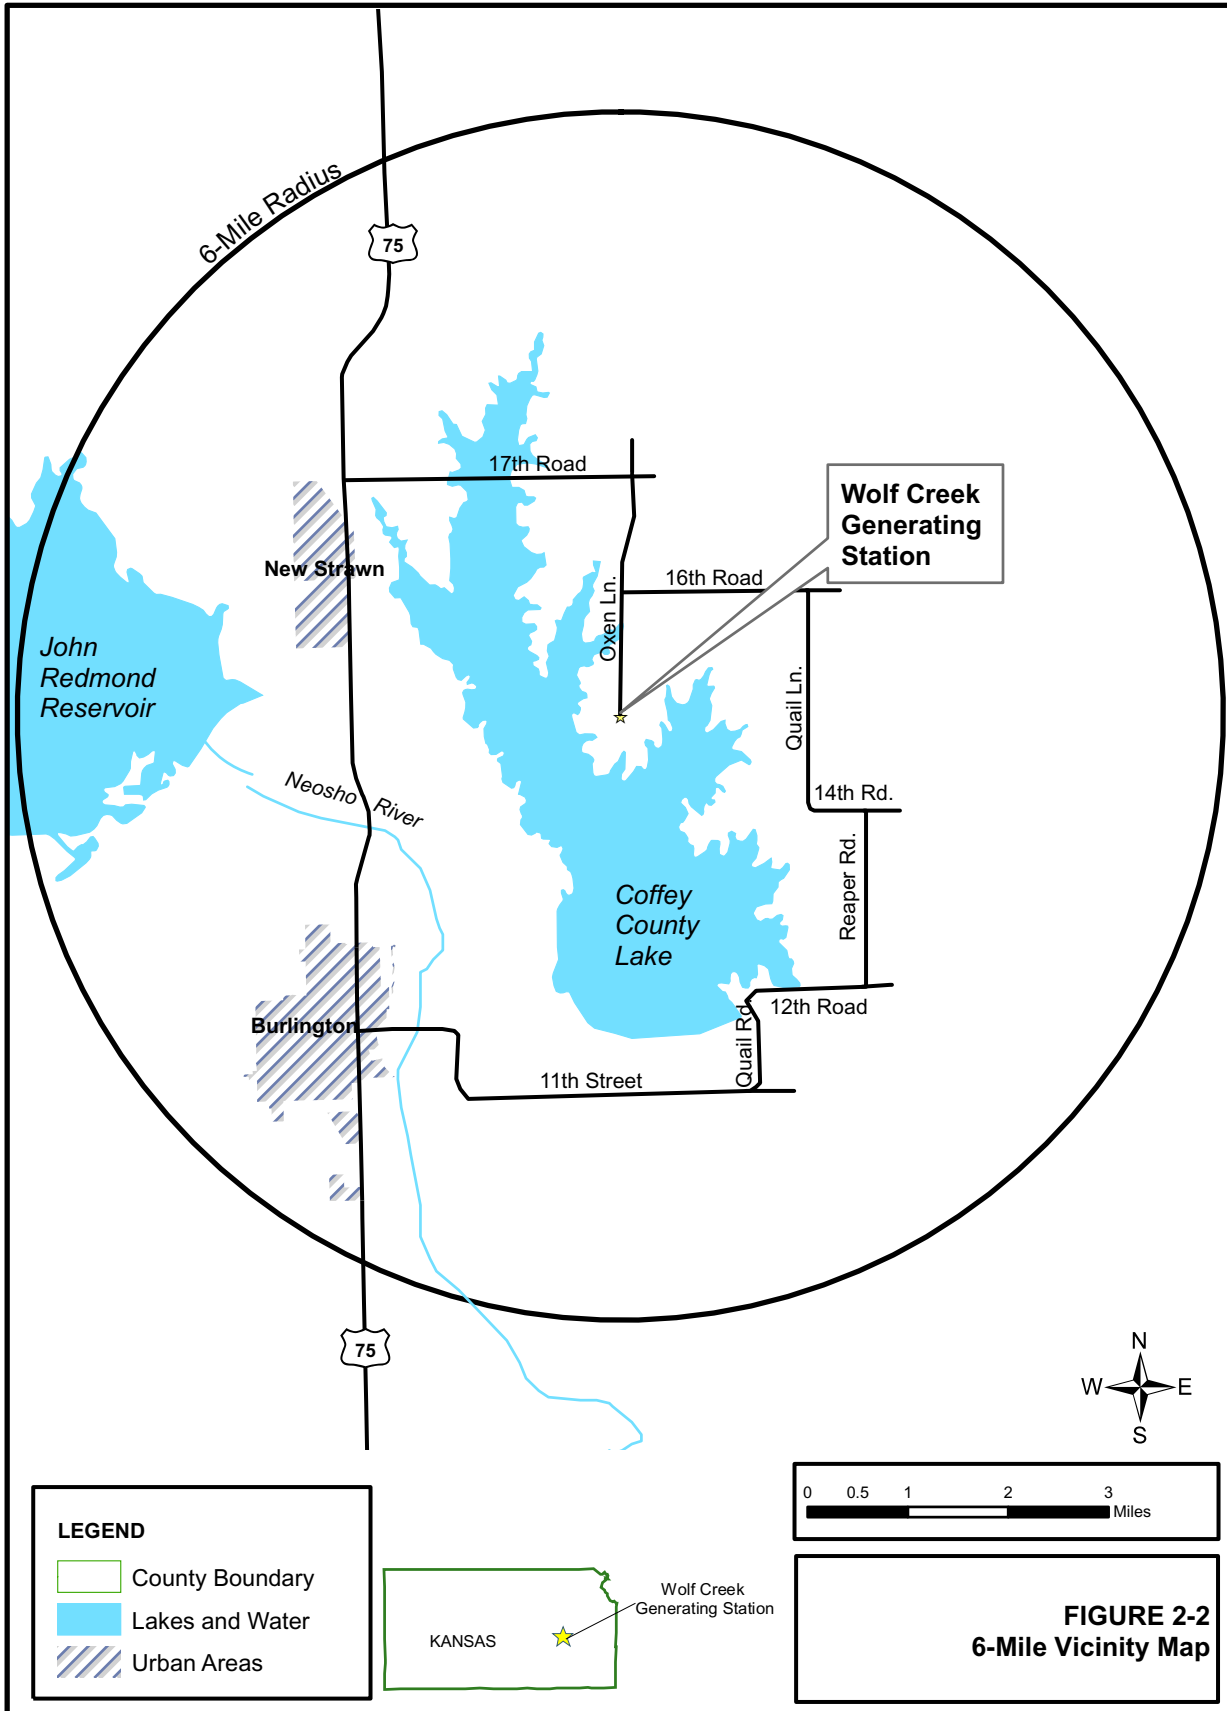 6-Mile Radius
75
17th Road
Wolf Creek
Generating
Station
New Strawn
16th Road
Oxen Ln.
John
Redmond
Reservoir
Quail Ln.
Neosho River
14th Rd.
Reaper Rd.
Coffey
County
Lake
12th Road
Quail Rd.
Burlington
11th Street
75
N
W E
S
0 0.5 1 2 3
Miles
LEGEND
County Boundary
Lakes and Water
Urban Areas
Wolf Creek
Generating Station
KANSAS
FIGURE 2-2
6-Mile Vicinity Map